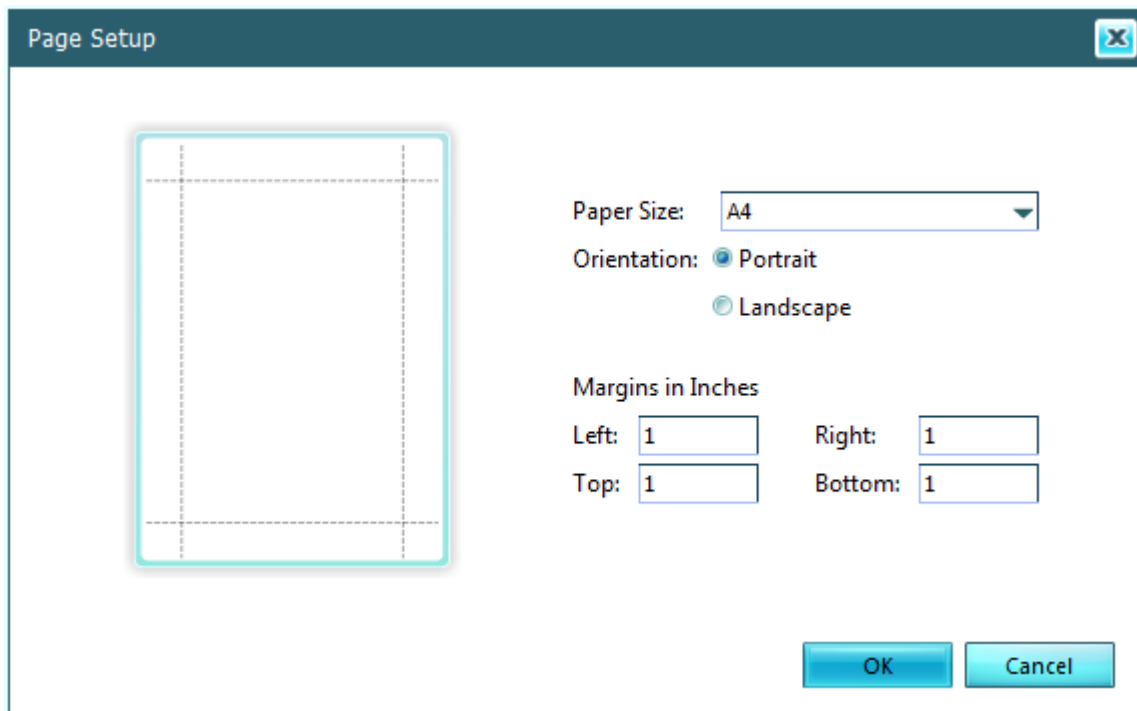 Page Setup
Paper Size: A4
Orientation: Portrait
Landscape
Margins in Inches
Left: 1 Right: 1
Top: 1 Bottom: 1
OK Cancel